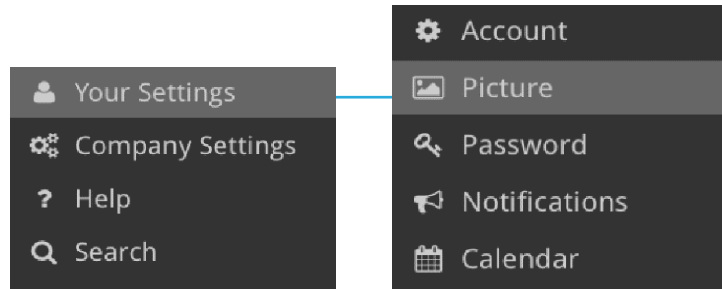 Your Settings
Company Settings
? Help
Search
Account
Picture
Password
Notifications
Calendar